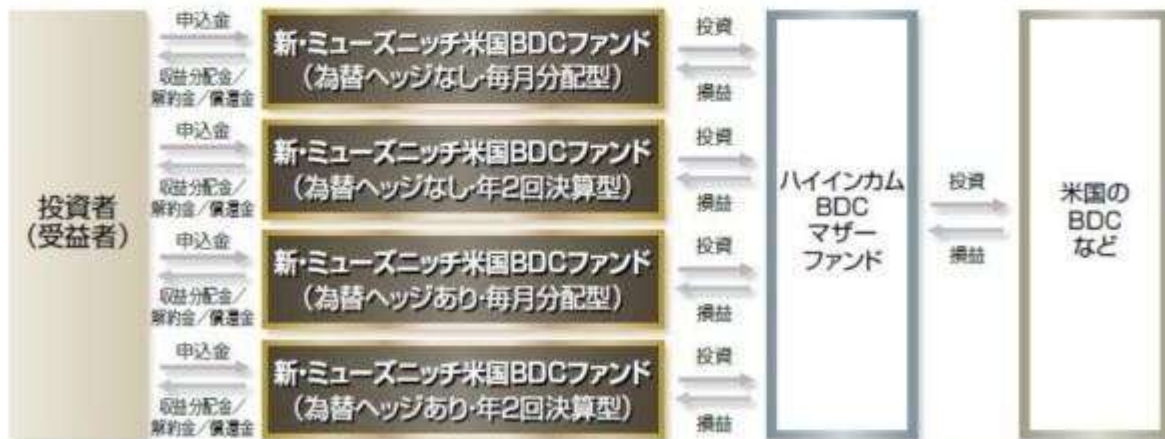 投資者
(受益者)
申込金
収益分配金/
解約金/償還金
新・ミューズニッチ米国BDCファンド
(為替ヘッジなし・毎月分配型)
投資
損益
申込金
収益分配金/
解約金/償還金
新・ミューズニッチ米国BDCファンド
(為替ヘッジなし・年2回決算型)
投資
損益
申込金
収益分配金/
解約金/償還金
新・ミューズニッチ米国BDCファンド
(為替ヘッジあり・毎月分配型)
投資
損益
申込金
収益分配金/
解約金/償還金
新・ミューズニッチ米国BDCファンド
(為替ヘッジあり・年2回決算型)
投資
損益
ハイインカム
BDC
マザー
ファンド
投資
損益
米国の
BDC
など